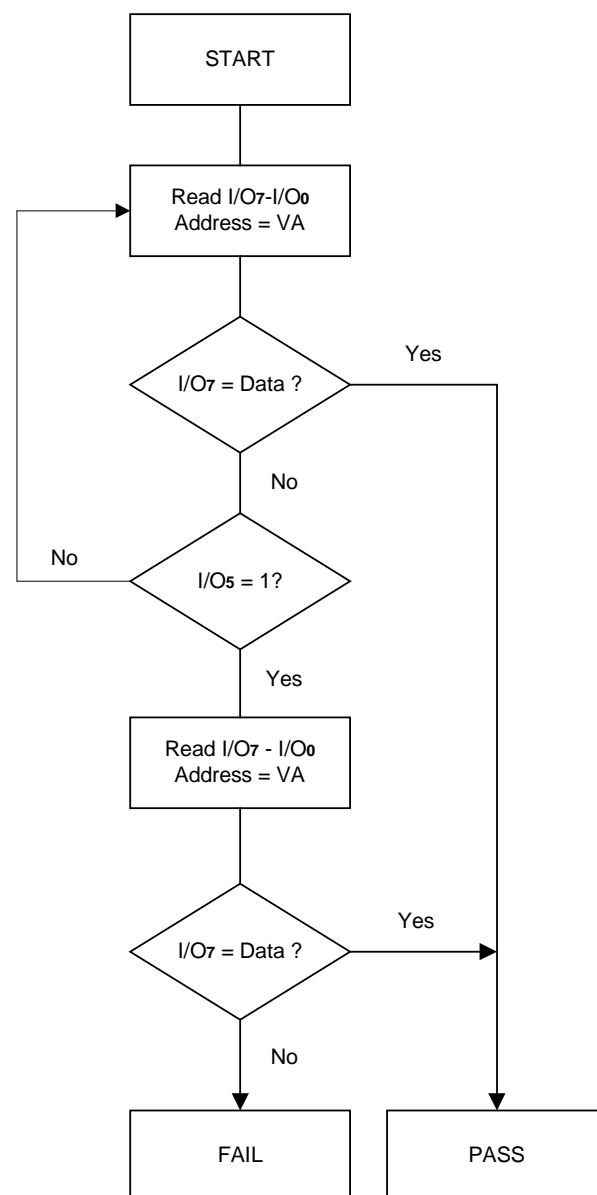 START
Read I/O7-I/O0
Address = VA
I/O7 = Data ?
Yes
No
I/O5 = 1?
No
Yes
Read I/O7 - I/O0
Address = VA
I/O7 = Data ?
Yes
No
FAIL
PASS